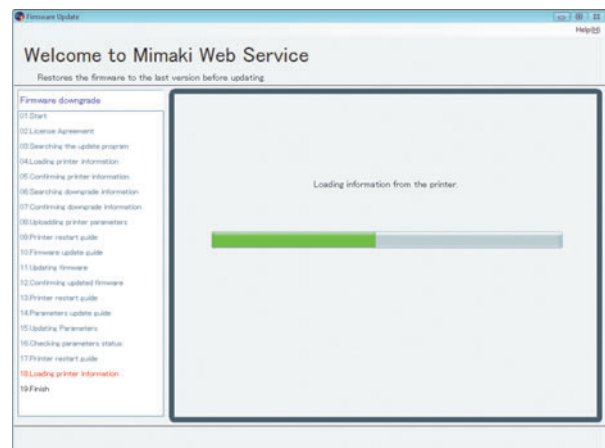 Firmware Update
Help(H)
Welcome to Mimaki Web Service
Restores the firmware to the last version before updating.
Firmware downgrade
01.Start
02.License Agreement
03.Searching the update program
04.Loading printer information
05.Confirming printer information
06.Searching downgrade information
07.Confirming downgrade information
08.Uploadding printer parameters
09.Printer restart guide
10.Firmware update guide
11.Updating firmware
12.Confirming updated firmware
13.Printer restart guide
14.Parameters update guide
15.Updating Parameters
16.Checking parameters status
17.Printer restart guide
18.Loading printer information
19.Finish
Loading information from the printer.